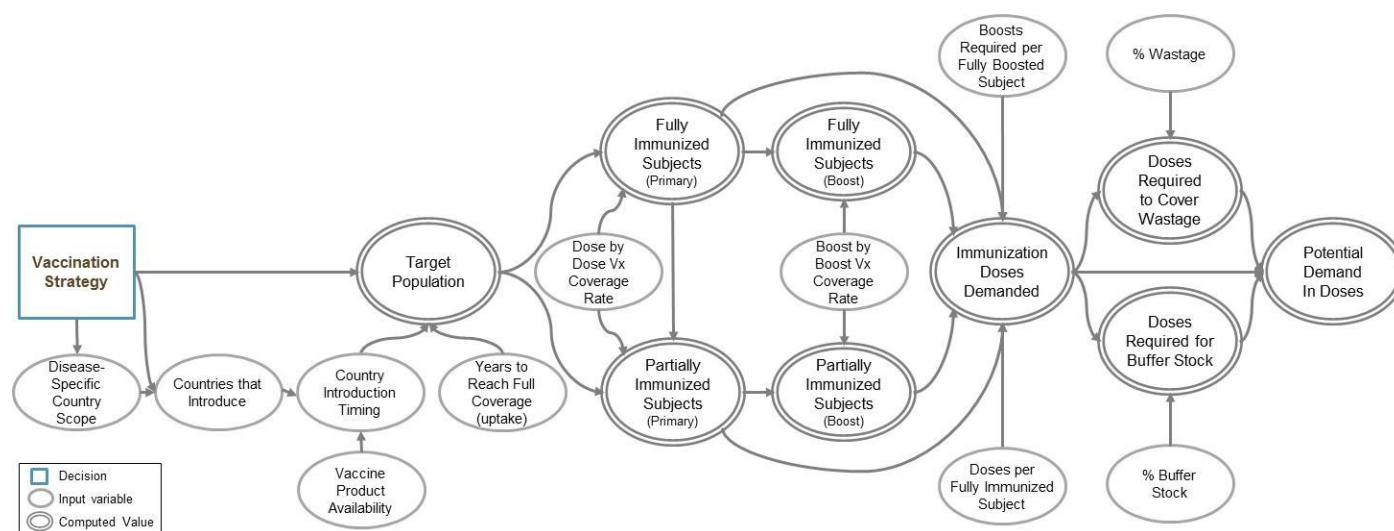 Boosts
Required per
Fully Boosted
Subject
% Wastage
Fully
Immunized
Subjects
(Primary)
Fully
Immunized
Subjects
(Boost)
Doses
Required
to Cover
Wastage
Vaccination
Strategy
Target
Population
Dose by
Dose Vx
Coverage
Rate
Boost by
Boost Vx
Coverage
Rate
Immunization
Doses
Demanded
Potential
Demand
In Doses
Doses
Required for
Buffer Stock
Disease-
Specific
Country
Scope
Countries that
Introduce
Country
Introduction
Timing
Years to
Reach Full
Coverage
(uptake)
Partially
Immunized
Subjects
(Primary)
Partially
Immunized
Subjects
(Boost)
Vaccine
Product
Availability
Doses per
Fully Immunized
Subject
% Buffer
Stock
Decision
Input variable
Computed Value